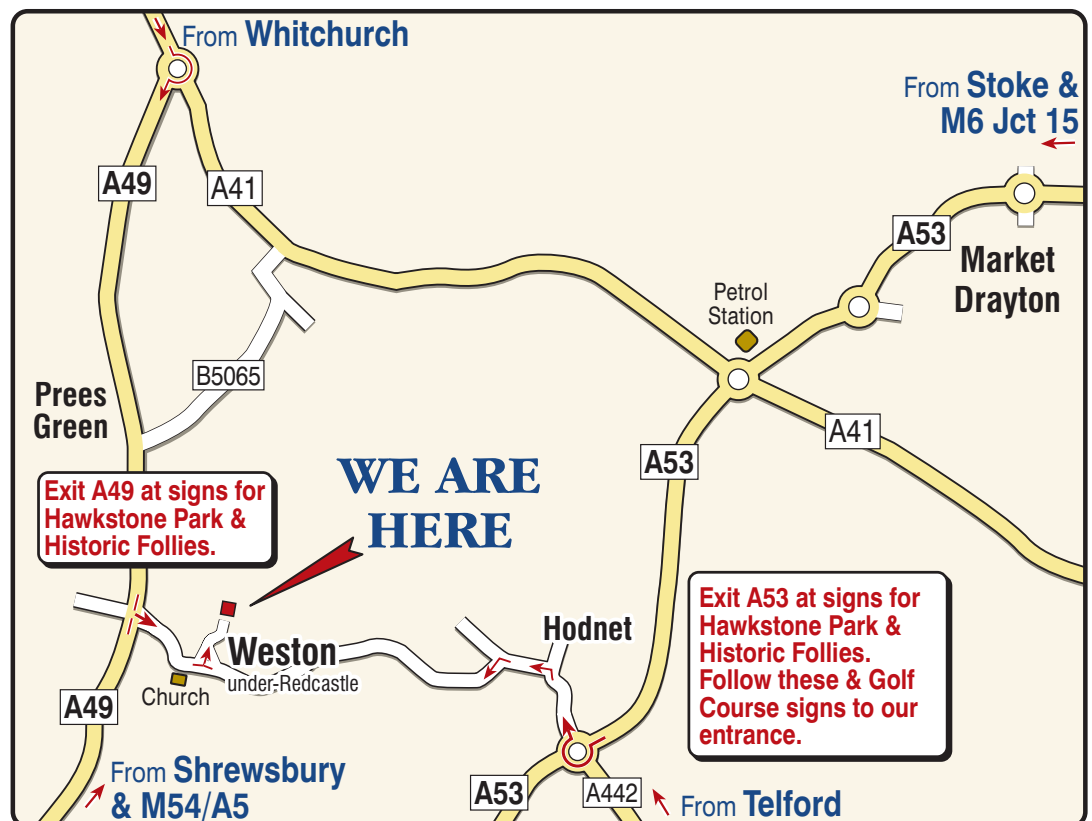 From Whitchurch
From Stoke &
M6 Jct 15
A49
A41
A53
Market
Drayton
Petrol
Station
B5065
Prees
Green
A41
A53
WE ARE
HERE
Exit A49 at signs for
Hawkstone Park &
Historic Follies.
Exit A53 at signs for
Hawkstone Park &
Historic Follies.
Follow these & Golf
Course signs to our
entrance.
Hodnet
Weston
under-Redcastle
Church
A49
From Shrewsbury
& M54/A5
A53
A442
From Telford